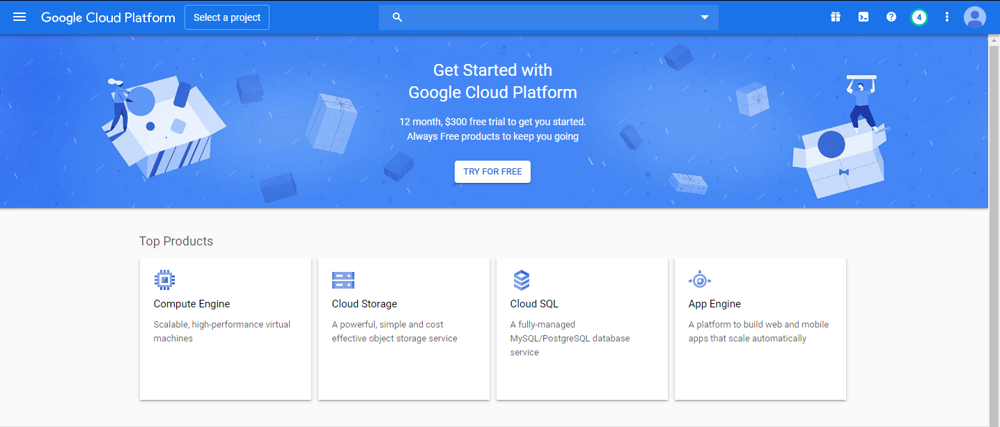 Google Cloud Platform
Select a project
4
Get Started with
Google Cloud Platform
12 month, $300 free trial to get you started.
Always Free products to keep you going
TRY FOR FREE
Top Products
Compute Engine
Scalable, high-performance virtual
machines
Cloud Storage
A powerful, simple and cost
effective object storage service
Cloud SQL
A fully-managed
MySQL/PostgreSQL database
service
App Engine
A platform to build web and mobile
apps that scale automatically